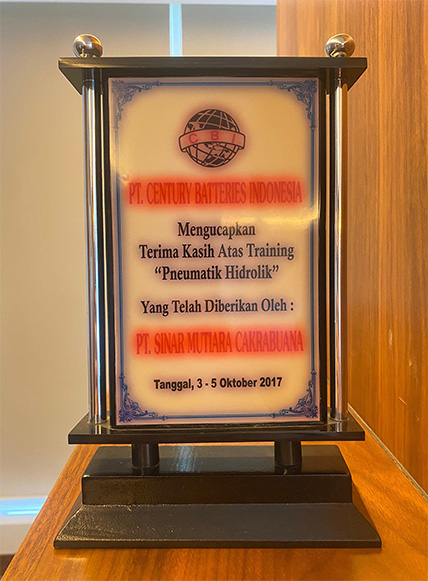 CBI
PT. CENTURY BATTERIES INDONESIA
Mengucapkan
Terima Kasih Atas Training
“Pneumatik Hidrolik”
Yang Telah Diberikan Oleh :
PT. SINAR MUTIARA CAKRABUANA
Tanggal, 3 - 5 Oktober 2017